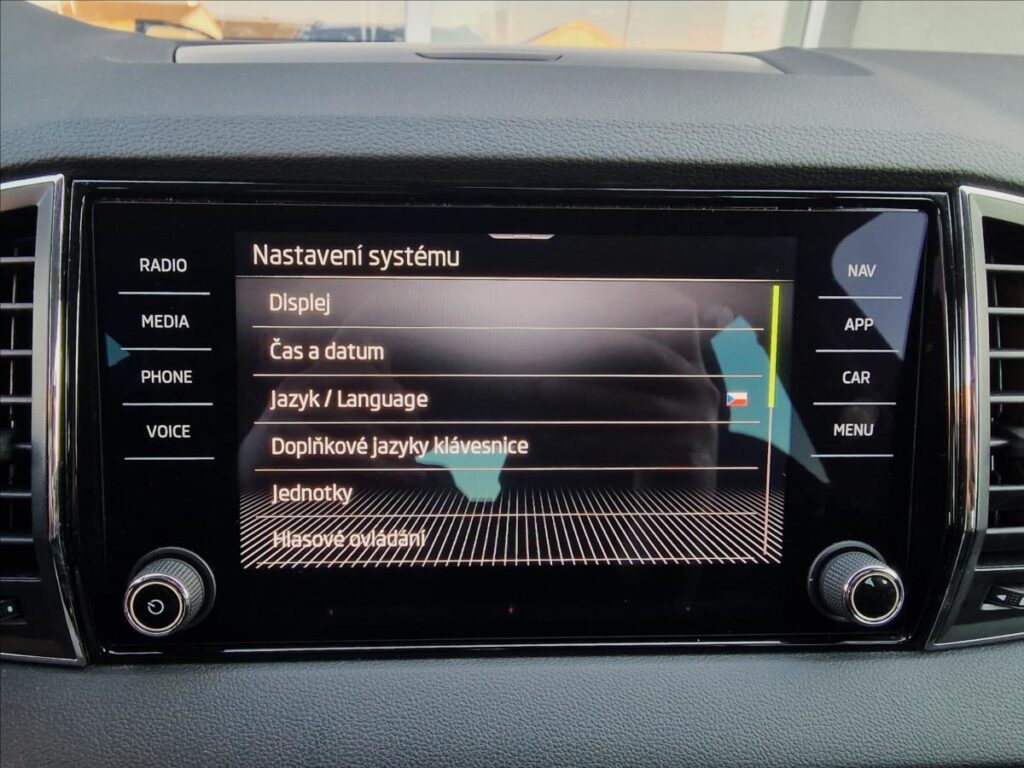 Nastavení systému
Displej
Čas a datum
Jazyk / Language
Doplňkové jazyky klávesnice
Jednotky
Hlasové ovládání
RADIO
MEDIA
PHONE
VOICE
NAV
APP
CAR
MENU